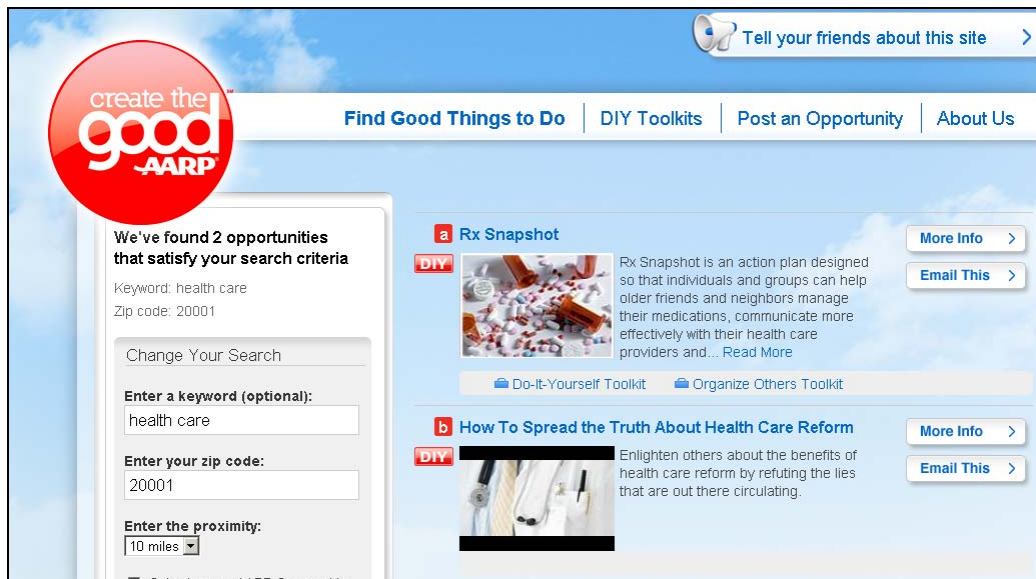 Tell your friends about this site
create the
good
AARP
Find Good Things to Do
DIY Toolkits
Post an Opportunity
About Us
We've found 2 opportunities
that satisfy your search criteria
Keyword: health care
Zip code: 20001
Change Your Search
Enter a keyword (optional):
health care
Enter your zip code:
20001
Enter the proximity:
10 miles
a Rx Snapshot
DIY
Rx Snapshot is an action plan designed
so that individuals and groups can help
older friends and neighbors manage
their medications, communicate more
effectively with their health care
providers and... Read More
More Info
Email This
Do-It-Yourself Toolkit
Organize Others Toolkit
b How To Spread the Truth About Health Care Reform
DIY
Enlighten others about the benefits of
health care reform by refuting the lies
that are out there circulating.
More Info
Email This